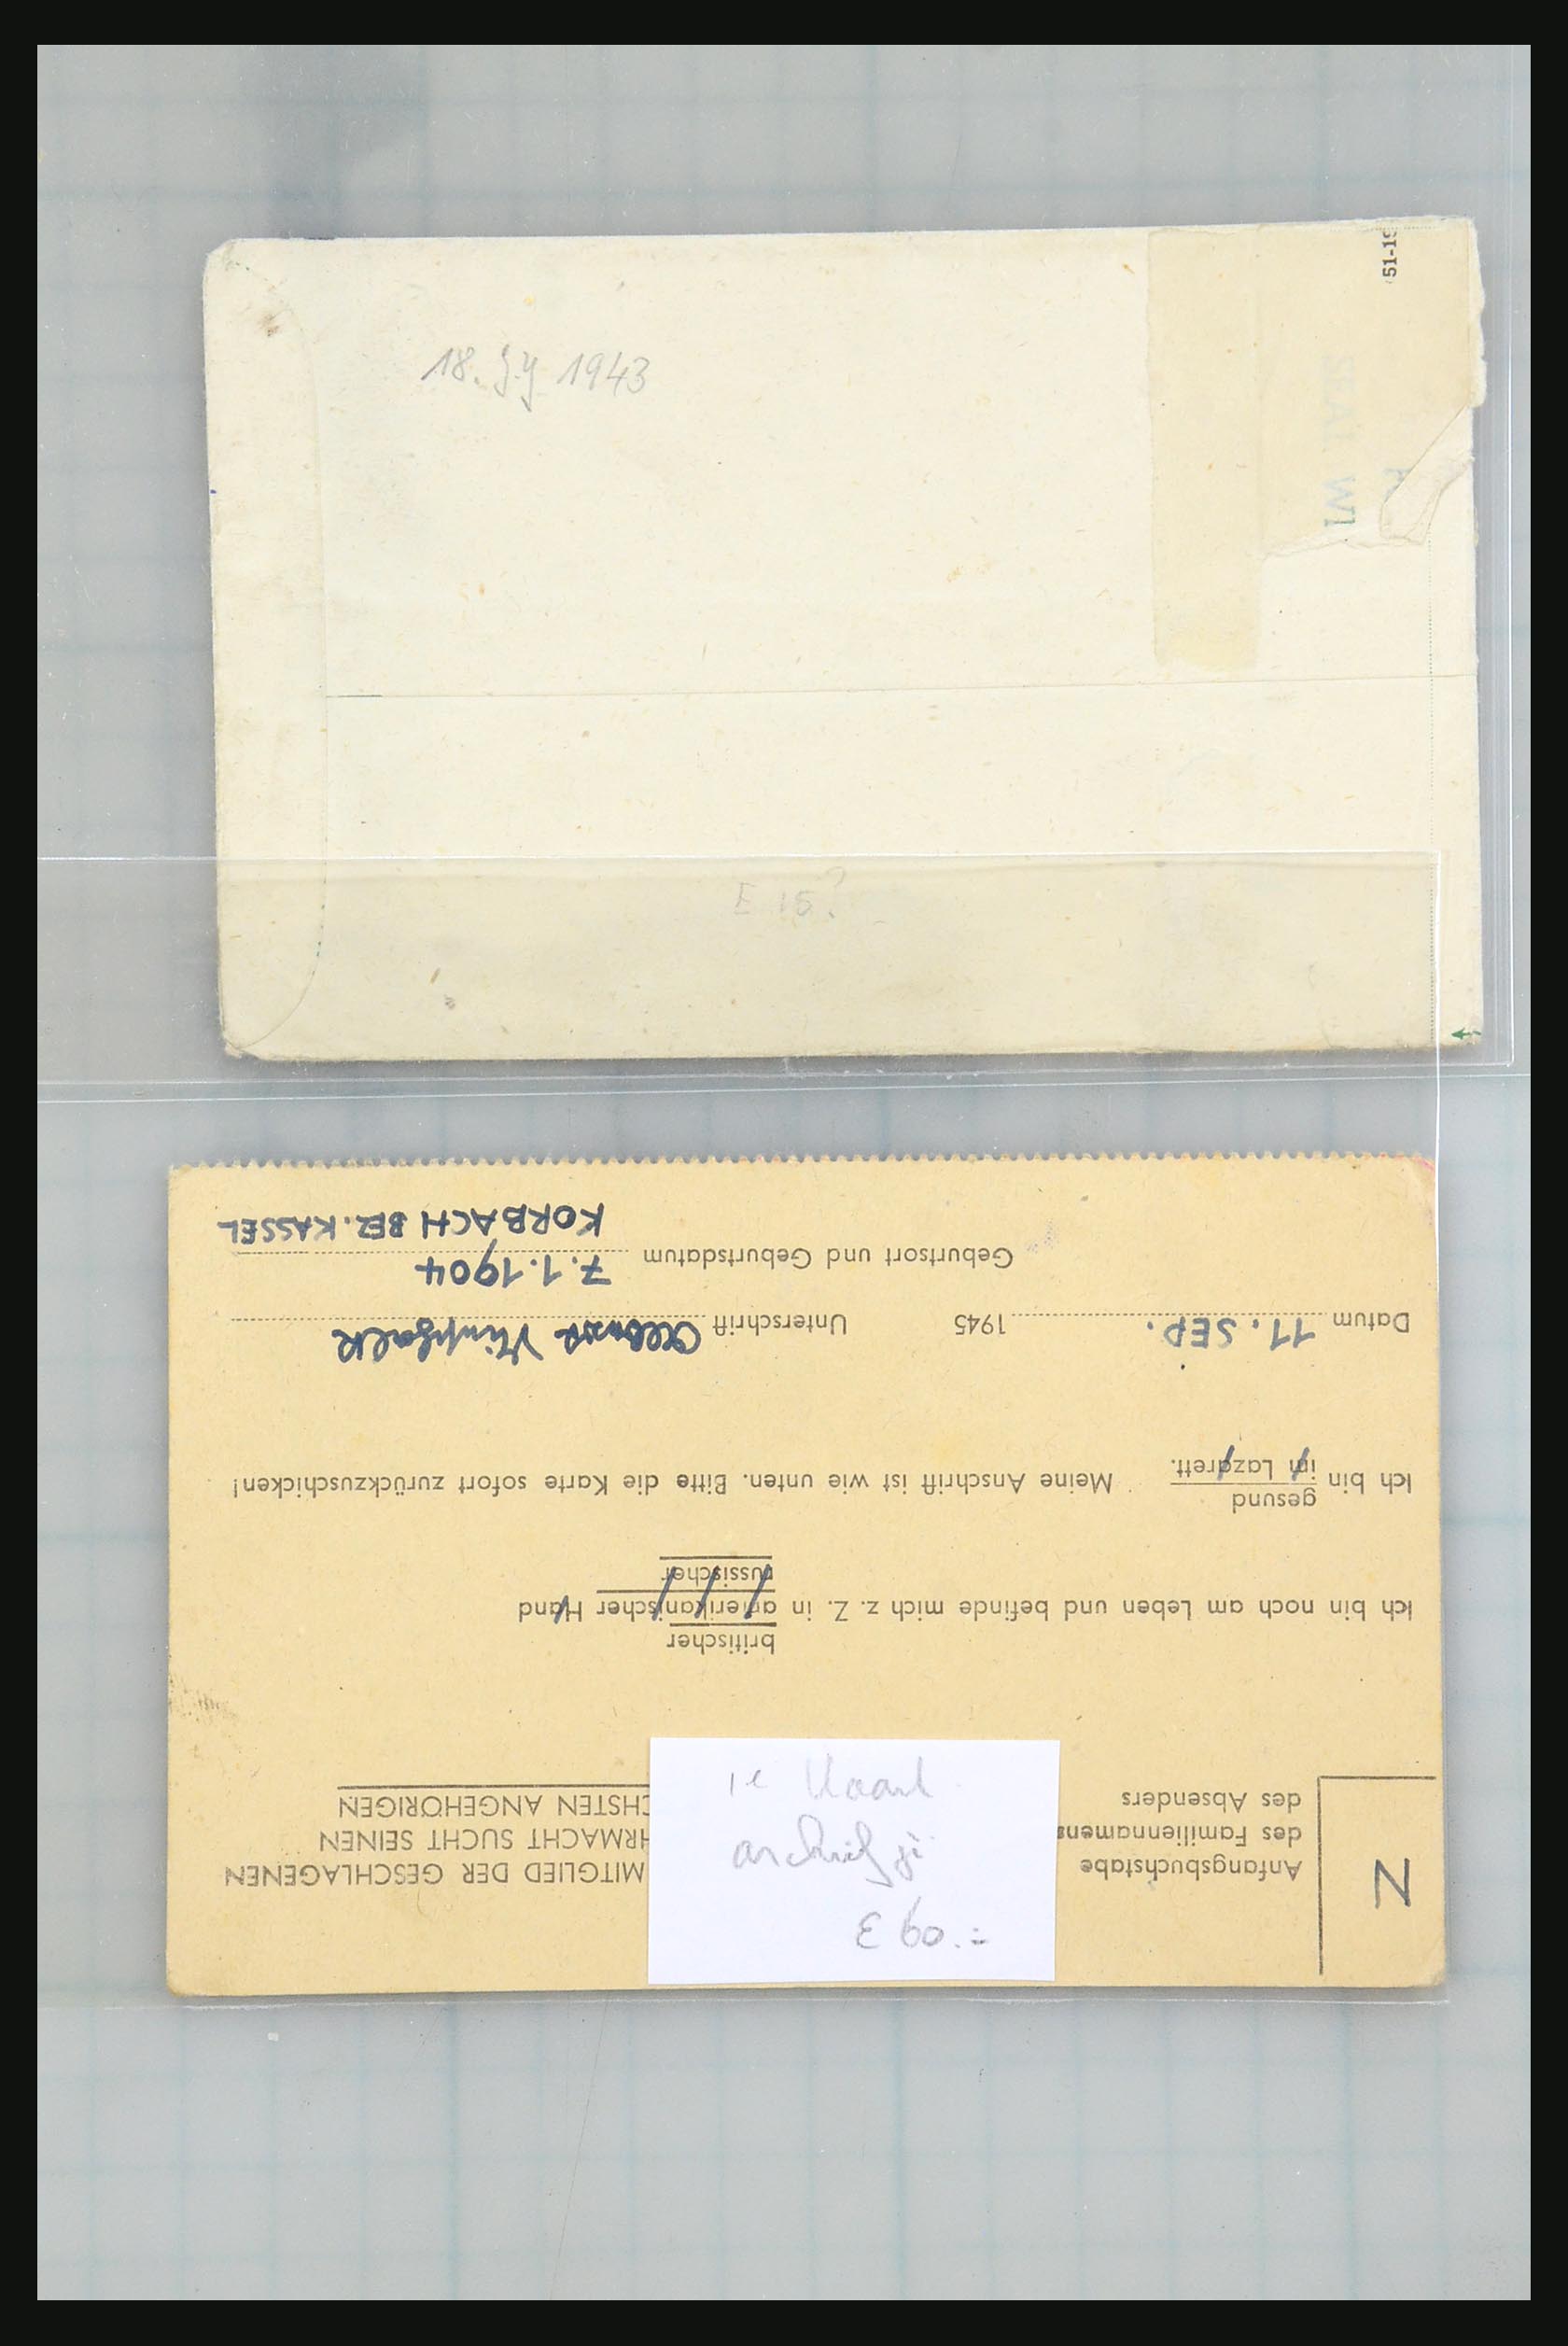 51-19
18. J.Y 1943
E 15?
1e Kaart
€ 60.=
N
Anfangsbuchstabe
des Familiennamens
des Absenders
MITGLIED DER GESCHLAGENEN
HRMACHT SUCHT SEINEN
CHSTEN ANGEHÖRIGEN
britischer
Ich bin noch am Leben und befinde mich z. Z. in amerikanischer Hand
russischer
gesund
Ich bin im Lazarett. Meine Anschrift ist wie unten. Bitte die Karte sofort zurückzuschicken!
Datum 11. SEP. 1945 Unterschrift
Geburtsort und Geburtsdatum 7.1.1904
KORBACH BEZ. KASSEL